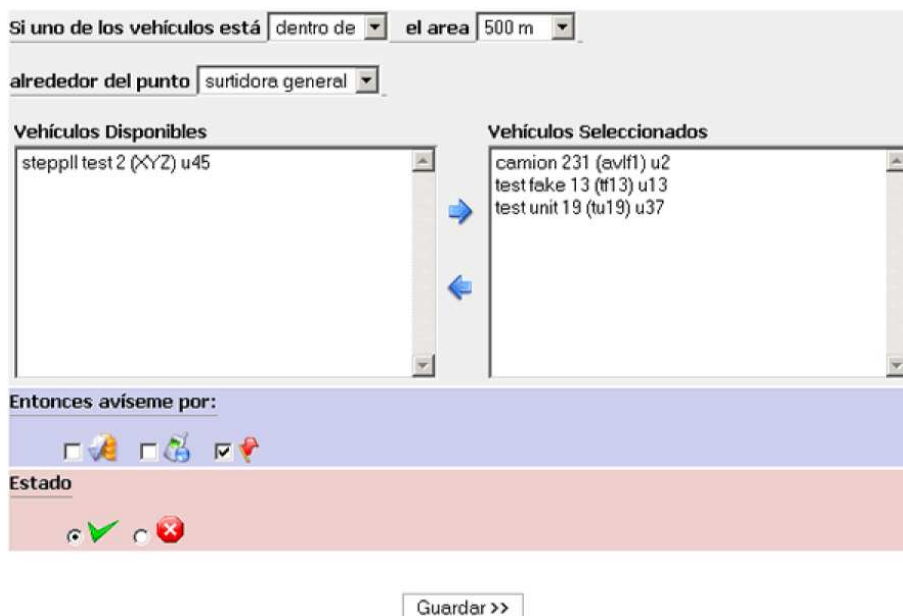 Si uno de los vehículos está dentro de el area 500 m
alrededor del punto surtidora general
Vehículos Disponibles Vehículos Seleccionados
steppll test 2 (XYZ) u45 camion 231 (avlf1) u2
test fake 13 (tf13) u13
test unit 19 (tu19) u37
Entonces avíseme por:
Estado
Guardar >>